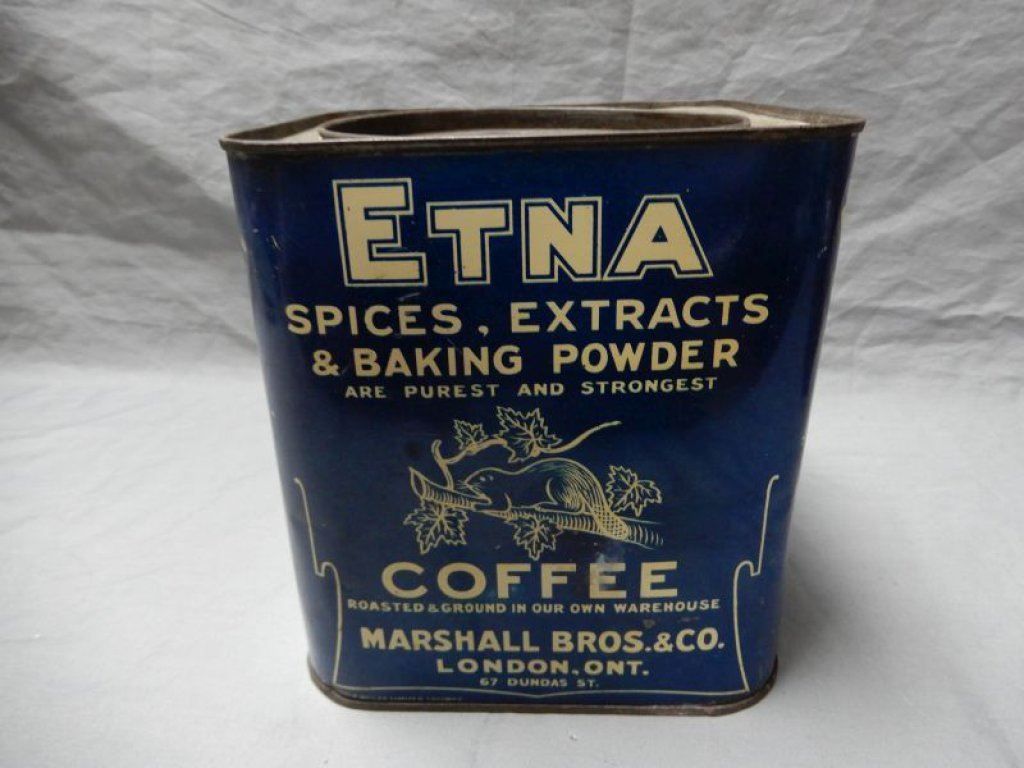 ETNA
SPICES, EXTRACTS
& BAKING POWDER
ARE PUREST AND STRONGEST
COFFEE
ROASTED & GROUND IN OUR OWN WAREHOUSE
MARSHALL BROS. & CO.
LONDON, ONT.
67 DUNDAS ST.